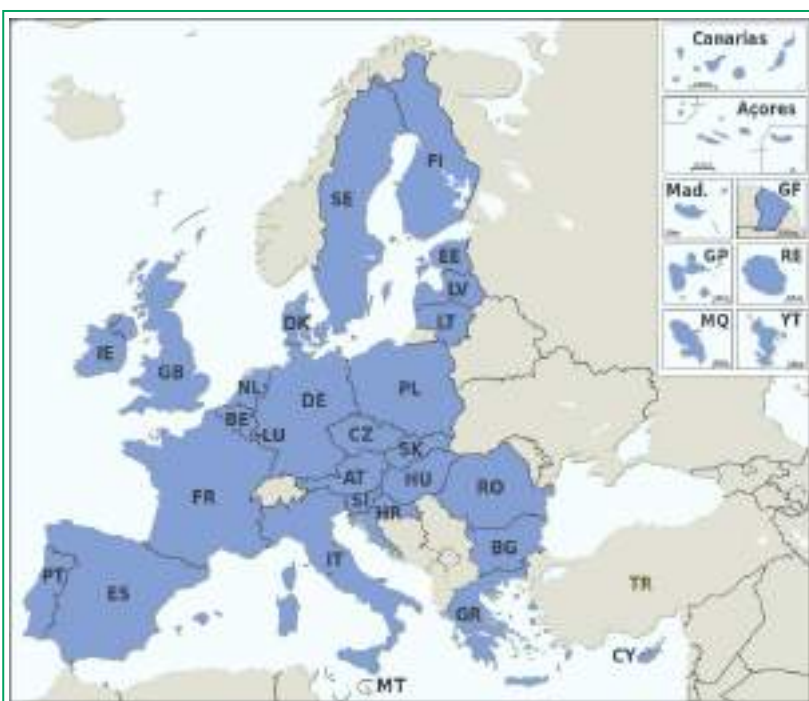 Canarias
Açores
Mad.
GF
GP
RE
MQ
YT
FI
SE
EE
LV
LT
DK
IE
GB
NL
DE
PL
BE
LU
CZ
SK
FR
AT
HU
RO
SI
HR
BG
PT
ES
IT
GR
TR
CY
MT